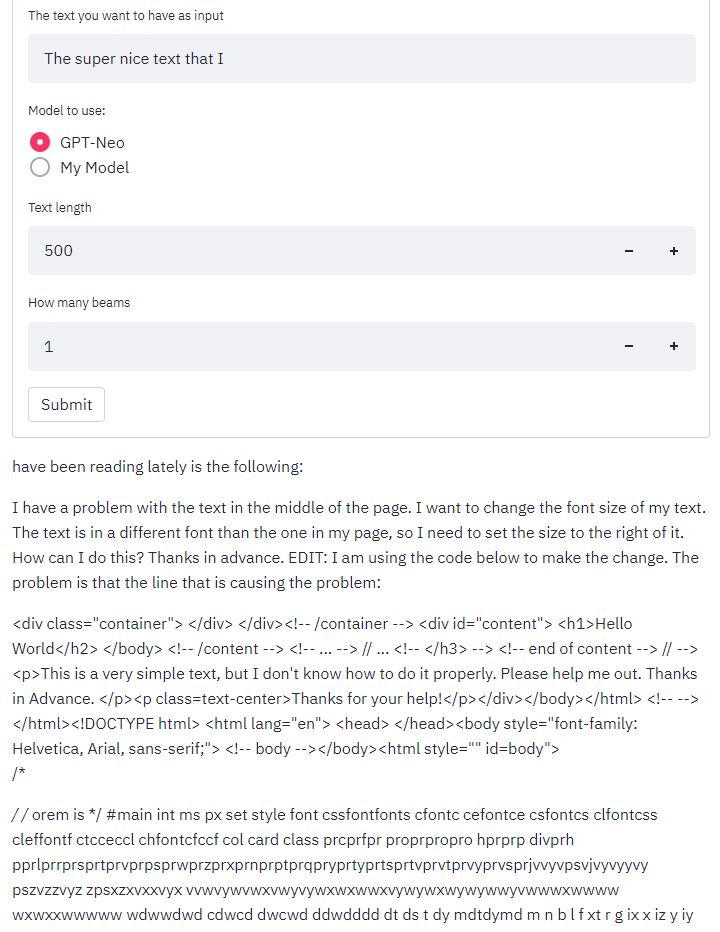 The text you want to have as input
The super nice text that I
Model to use:
GPT-Neo
My Model
Text length
500 − +
How many beams
1 − +
Submit
have been reading lately is the following:
I have a problem with the text in the middle of the page. I want to change the font size of my text.
The text is in a different font than the one in my page, so I need to set the size to the right of it.
How can I do this? Thanks in advance. EDIT: I am using the code below to make the change. The
problem is that the line that is causing the problem:
<div class="container"> </div> </div><!-- /container --> <div id="content"> <h1>Hello
World</h2> </body> <!-- /content --> <!-- ... --> // ... <!-- </h3> --> <!-- end of content --> // -->
<p>This is a very simple text, but I don't know how to do it properly. Please help me out. Thanks
in Advance. </p><p class=text-center>Thanks for your help!</p></div></body></html> <!-- -->
</html><!DOCTYPE html> <html lang="en"> <head> </head><body style="font-family:
Helvetica, Arial, sans-serif;"> <!-- body --></body><html style="" id=body">
/*
// orem is */ #main int ms px set style font cssfontfonts cfontc cefontce csfontcs clfontcss
cleffontf ctcceccl chfontcfccf col card class prcprfpr proprpropro hprprp divprh
pprlprrprsprtprvprpsprwprzprxprnprptprqpryprtyprtsprtvprvtprvyprvsprjvvyvpsvjvyvyyvy
pszvzzvyz zpsxzxvxxvyx vvwvywvwxvwyvywxwxwwxvywywxwywywwyvwwwxwwww
wxwxxwwwww wdwwdwd cdwcd dwcwd ddwdddd dt ds t dy mdtdymd m n b l f xt r g ix x iz y iy